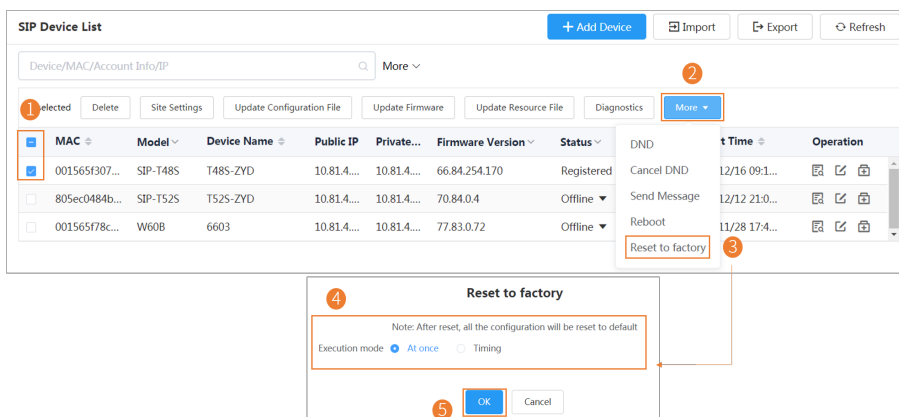 SIP Device List
+ Add Device
Import
Export
Refresh
Device/MAC/Account Info/IP
More
2
1
Delete
Site Settings
Update Configuration File
Update Firmware
Update Resource File
Diagnostics
More
MAC Model Device Name Public IP Private... Firmware Version Status t Time Operation
001565f307... SIP-T48S T48S-ZYD 10.81.4.... 10.81.4.... 66.84.254.170 Registered 12/16 09:1...
805ec0484b... SIP-T52S T52S-ZYD 10.81.4.... 10.81.4.... 70.84.0.4 Offline 12/12 21:0...
001565f78c... W60B 6603 10.81.4.... 10.81.4.... 77.83.0.72 Offline 11/28 17:4...
DND
Cancel DND
Send Message
Reboot
Reset to factory
3
4
Reset to factory
Note: After reset, all the configuration will be reset to default
Execution mode At once Timing
5
OK
Cancel